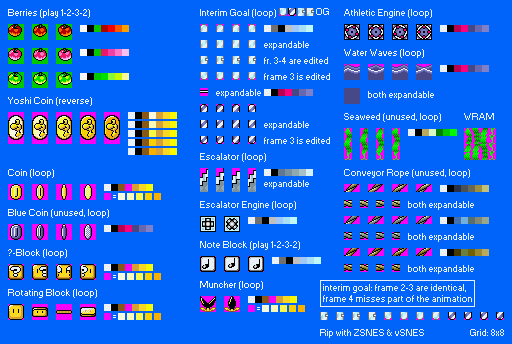 Berries (play 1-2-3-2)
Yoshi Coin (reverse)
Coin (loop)
=
Blue Coin (unused, loop)
?-Block (loop)
Rotating Block (loop)
=
Interim Goal (loop)
OG
expandable
fr. 3-4 are edited
frame 3 is edited
expandable
expandable
frame 3 is edited
Escalator (loop)
expandable
Escalator Engine (loop)
Note Block (play 1-2-3-2)
Muncher (loop)
=
Athletic Engine (loop)
Water Waves (loop)
both expandable
Seaweed (unused, loop)
VRAM
Conveyor Rope (unused, loop)
both expandable
both expandable
both expandable
interim goal: frame 2-3 are identical,
frame 4 misses part of the animation
Rip with ZSNES & vSNES
Grid: 8x8